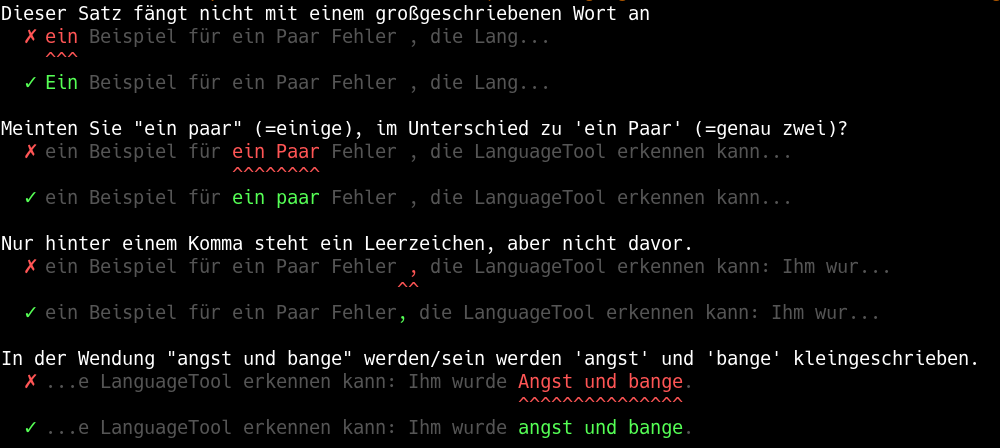 Dieser Satz fängt nicht mit einem großgeschriebenen Wort an
✗ ein Beispiel für ein Paar Fehler , die Lang...
^^^
✓ Ein Beispiel für ein Paar Fehler , die Lang...
Meinten Sie "ein paar" (=einige), im Unterschied zu 'ein Paar' (=genau zwei)?
✗ ein Beispiel für ein Paar Fehler , die LanguageTool erkennen kann...
^^^^^^^^
✓ ein Beispiel für ein paar Fehler , die LanguageTool erkennen kann...
Nur hinter einem Komma steht ein Leerzeichen, aber nicht davor.
✗ ein Beispiel für ein Paar Fehler , die LanguageTool erkennen kann: Ihm wur...
^^
✓ ein Beispiel für ein Paar Fehler, die LanguageTool erkennen kann: Ihm wur...
In der Wendung "angst und bange" werden/sein werden 'angst' und 'bange' kleingeschrieben.
✗ ...e LanguageTool erkennen kann: Ihm wurde Angst und bange.
^^^^^^^^^^^^^^^
✓ ...e LanguageTool erkennen kann: Ihm wurde angst und bange.